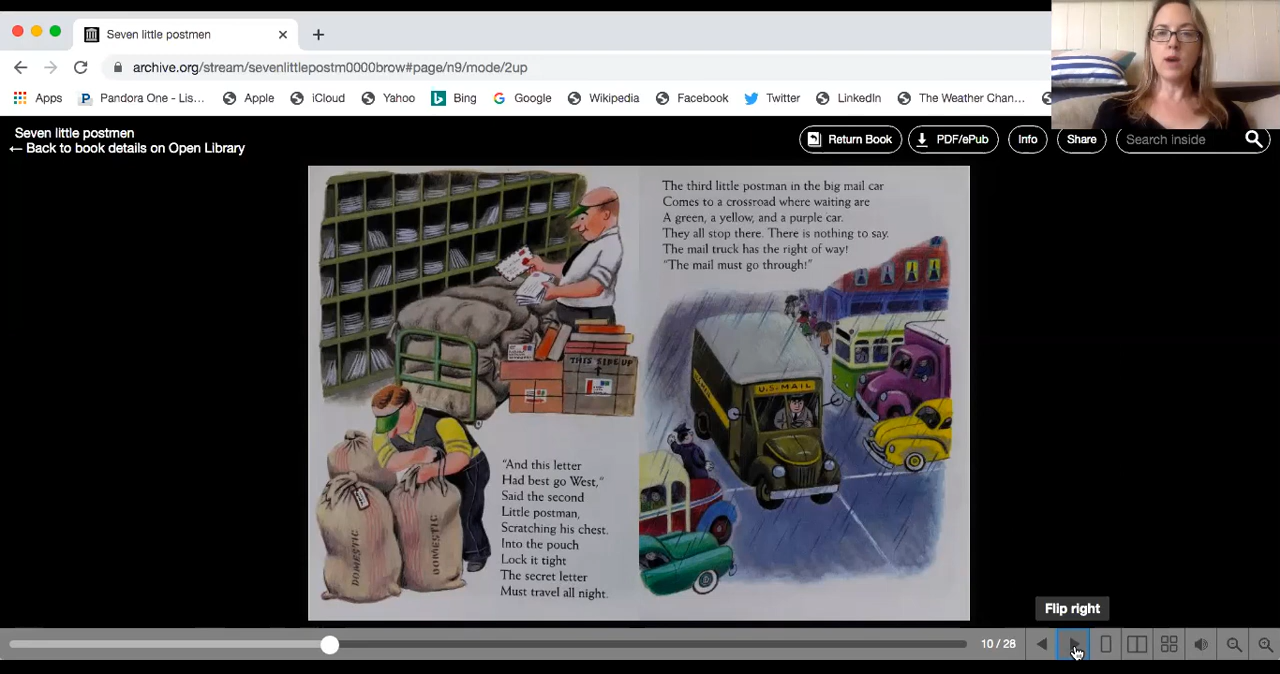 Seven little postmen
archive.org/stream/sevenlittlepostm0000brow#page/n9/mode/2up
Apps Pandora One - Lis... Apple iCloud Yahoo Bing Google Wikipedia Facebook Twitter LinkedIn The Weather Chan...
Seven little postmen
← Back to book details on Open Library
Return Book PDF/ePub Info Share Search inside
THIS SIDE UP
DOMESTIC
DOMESTIC
"And this letter
Had best go West,"
Said the second
Little postman,
Scratching his chest.
Into the pouch
Lock it tight
The secret letter
Must travel all night.
The third little postman in the big mail car
Comes to a crossroad where waiting are
A green, a yellow, and a purple car.
They all stop there. There is nothing to say.
The mail truck has the right of way!
"The mail must go through!"
U.S. MAIL
Flip right
10 / 28